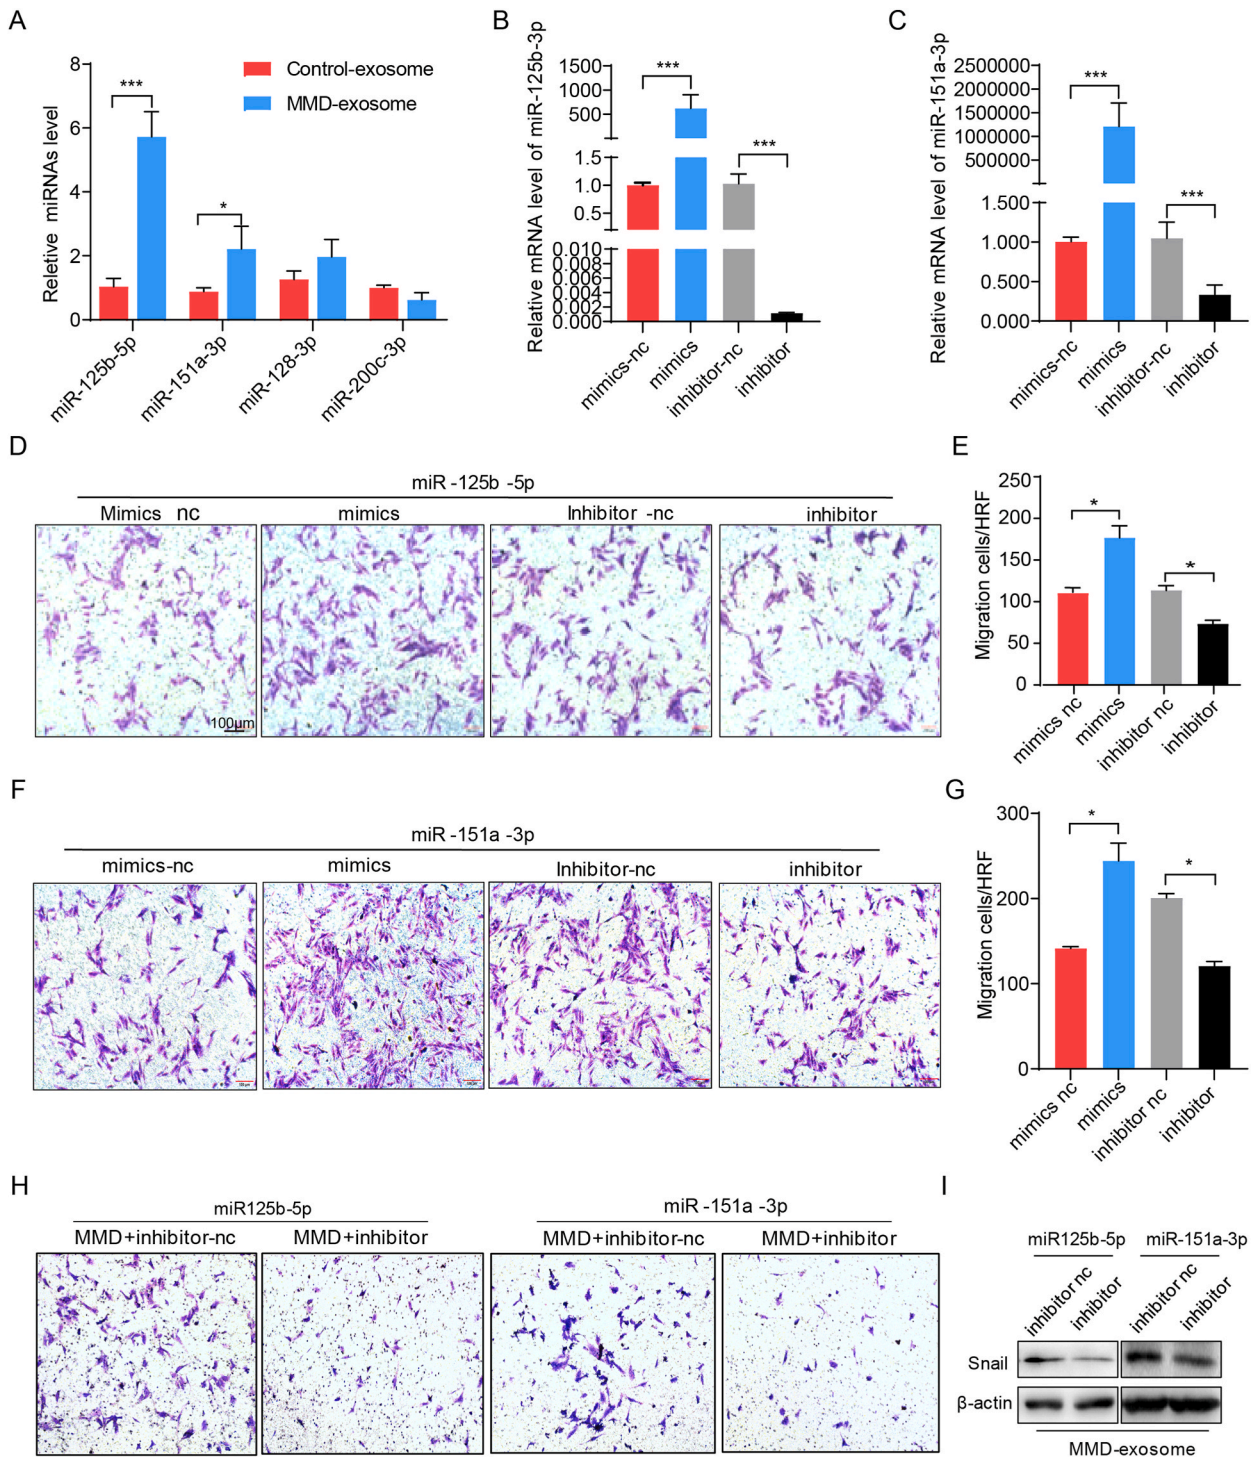 A
B
C
Reletive miRNAs level
8
6
4
2
0
***
*
Control-exosome
MMD-exosome
miR-125b-5p
miR-151a-3p
miR-128-3p
miR-200c-3p
Relative mRNA level of miR-125b-3p
1500
1000
500
1.5
1.0
0.5
0.010
0.008
0.006
0.004
0.002
0.000
***
***
mimics-nc
mimics
inhibitor-nc
inhibitor
Relative mRNA level of miR-151a-3p
2500000
2000000
1500000
1000000
500000
1.500
1.000
0.500
0.000
***
***
mimics-nc
mimics
inhibitor-nc
inhibitor
D
miR -125b -5p
Mimics nc
mimics
Inhibitor -nc
inhibitor
100μm
E
Migration cells/HRF
250
200
150
100
50
0
*
*
mimics nc
mimics
inhibitor nc
inhibitor
F
miR -151a -3p
mimics-nc
mimics
Inhibitor-nc
inhibitor
G
Migration cells/HRF
300
200
100
0
*
*
mimics nc
mimics
inhibitor nc
inhibitor
H
miR125b-5p
miR -151a -3p
MMD+inhibitor-nc
MMD+inhibitor
MMD+inhibitor-nc
MMD+inhibitor
I
miR125b-5p
miR-151a-3p
inhibitor nc
inhibitor
inhibitor nc
inhibitor
Snail
β-actin
MMD-exosome